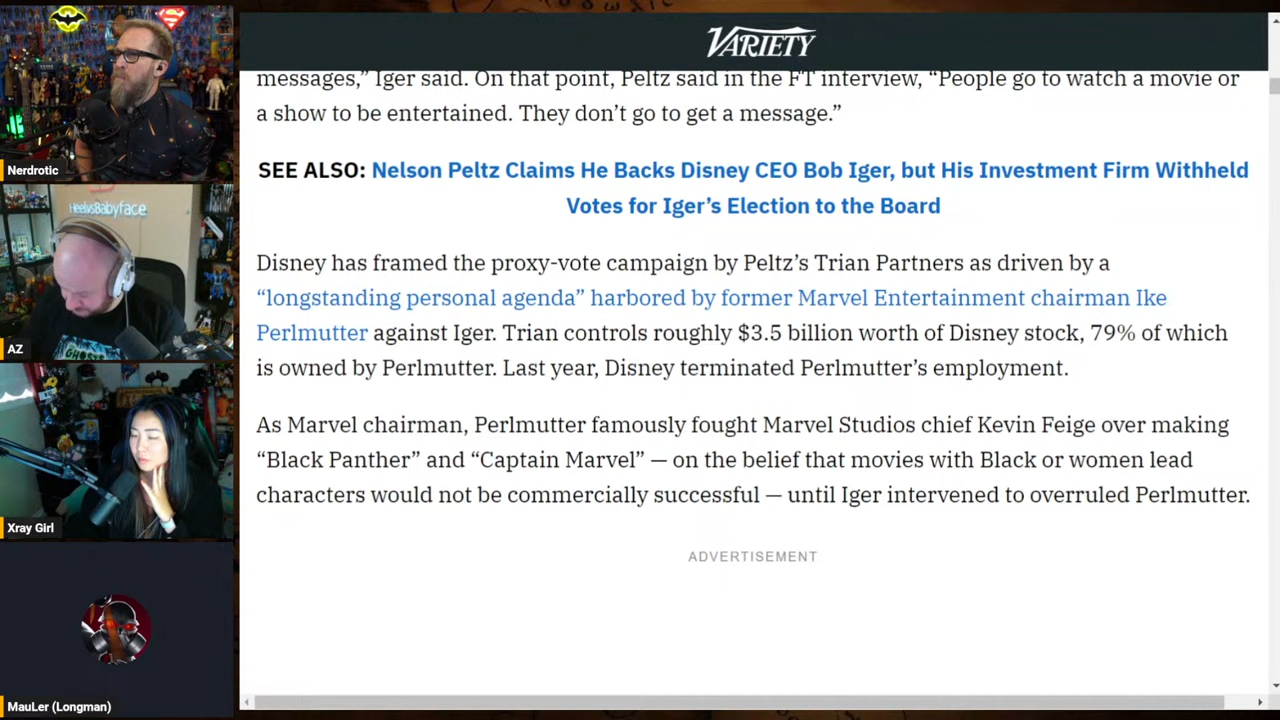 VARIETY
messages,” Iger said. On that point, Peltz said in the FT interview, “People go to watch a movie or
a show to be entertained. They don’t go to get a message.”
SEE ALSO: Nelson Peltz Claims He Backs Disney CEO Bob Iger, but His Investment Firm Withheld
Votes for Iger’s Election to the Board
Disney has framed the proxy-vote campaign by Peltz’s Trian Partners as driven by a
“longstanding personal agenda” harbored by former Marvel Entertainment chairman Ike
Perlmutter against Iger. Trian controls roughly $3.5 billion worth of Disney stock, 79% of which
is owned by Perlmutter. Last year, Disney terminated Perlmutter’s employment.
As Marvel chairman, Perlmutter famously fought Marvel Studios chief Kevin Feige over making
“Black Panther” and “Captain Marvel” — on the belief that movies with Black or women lead
characters would not be commercially successful — until Iger intervened to overruled Perlmutter.
ADVERTISEMENT
Nerdrotic
HeelvsBabyface
AZ
Xray Girl
MauLer (Longman)